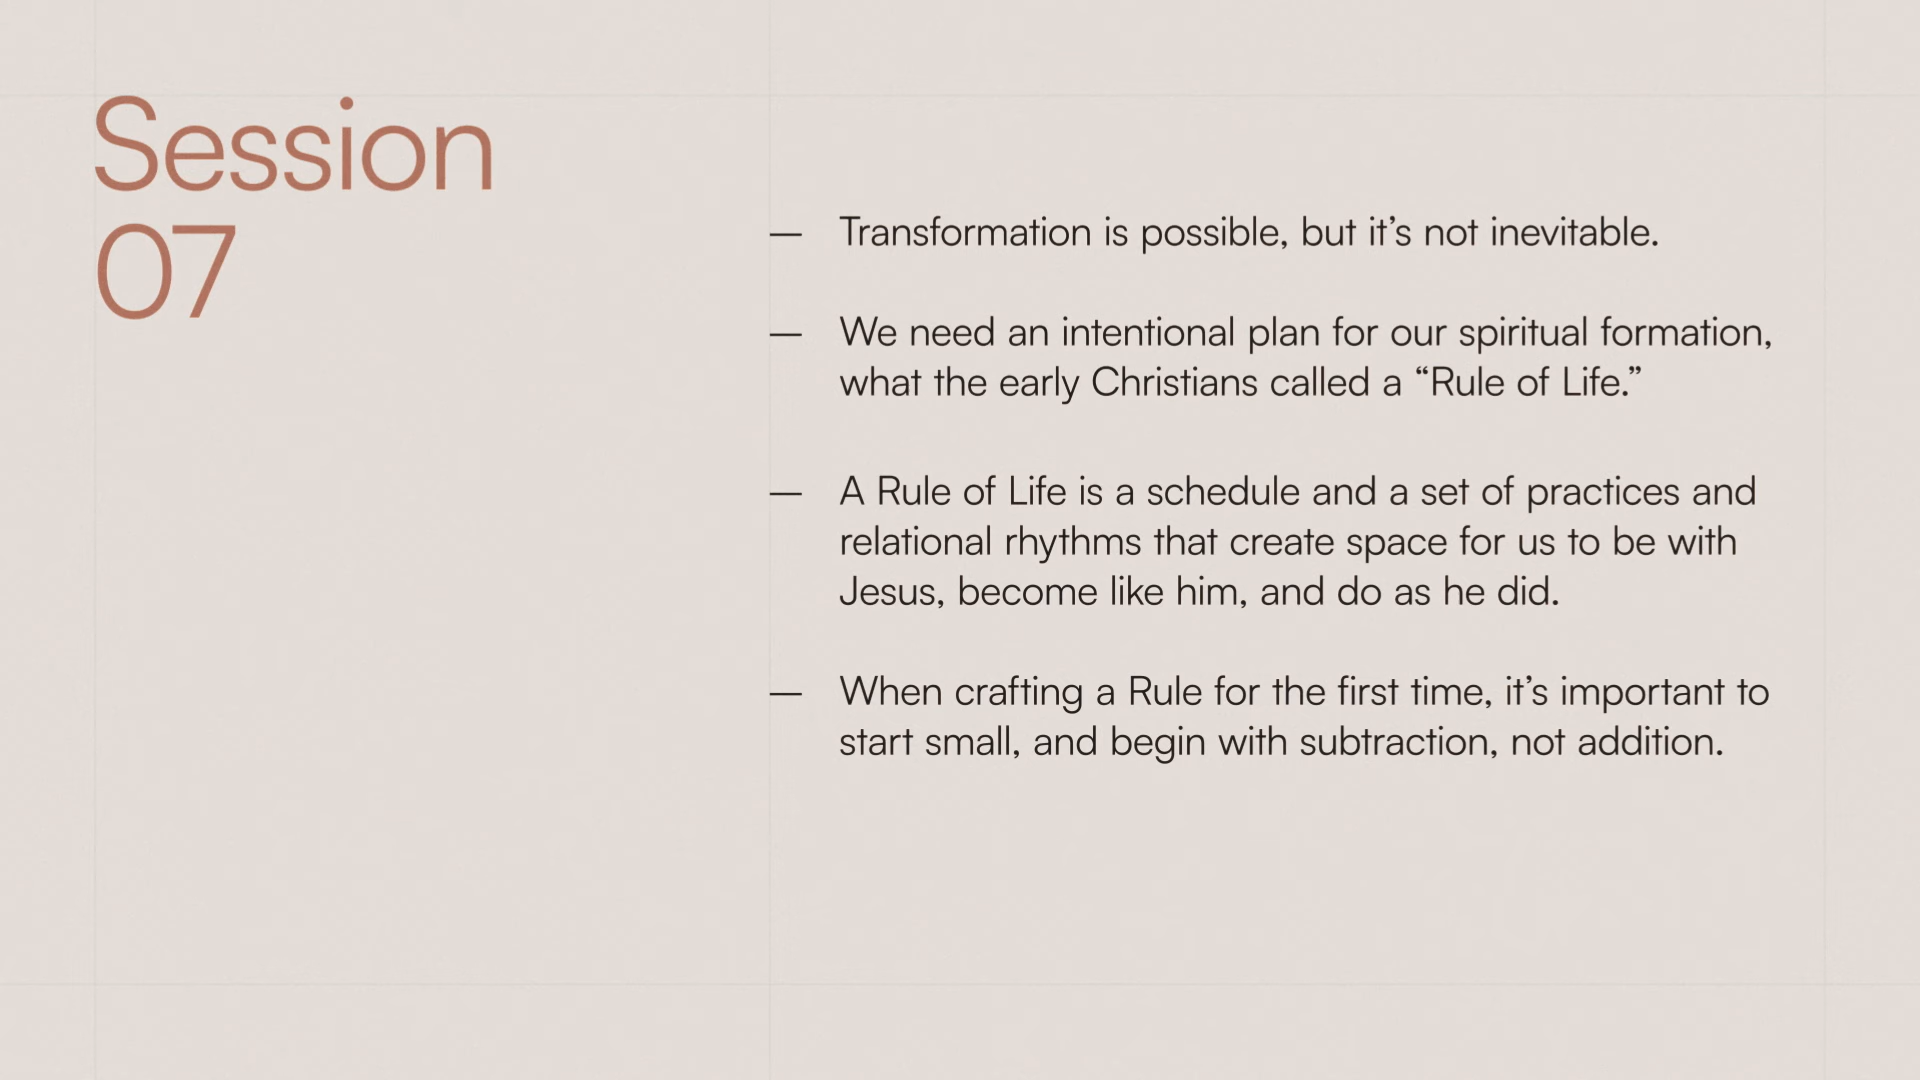 Session
07
— Transformation is possible, but it’s not inevitable.
— We need an intentional plan for our spiritual formation,
what the early Christians called a “Rule of Life.”
— A Rule of Life is a schedule and a set of practices and
relational rhythms that create space for us to be with
Jesus, become like him, and do as he did.
— When crafting a Rule for the first time, it’s important to
start small, and begin with subtraction, not addition.